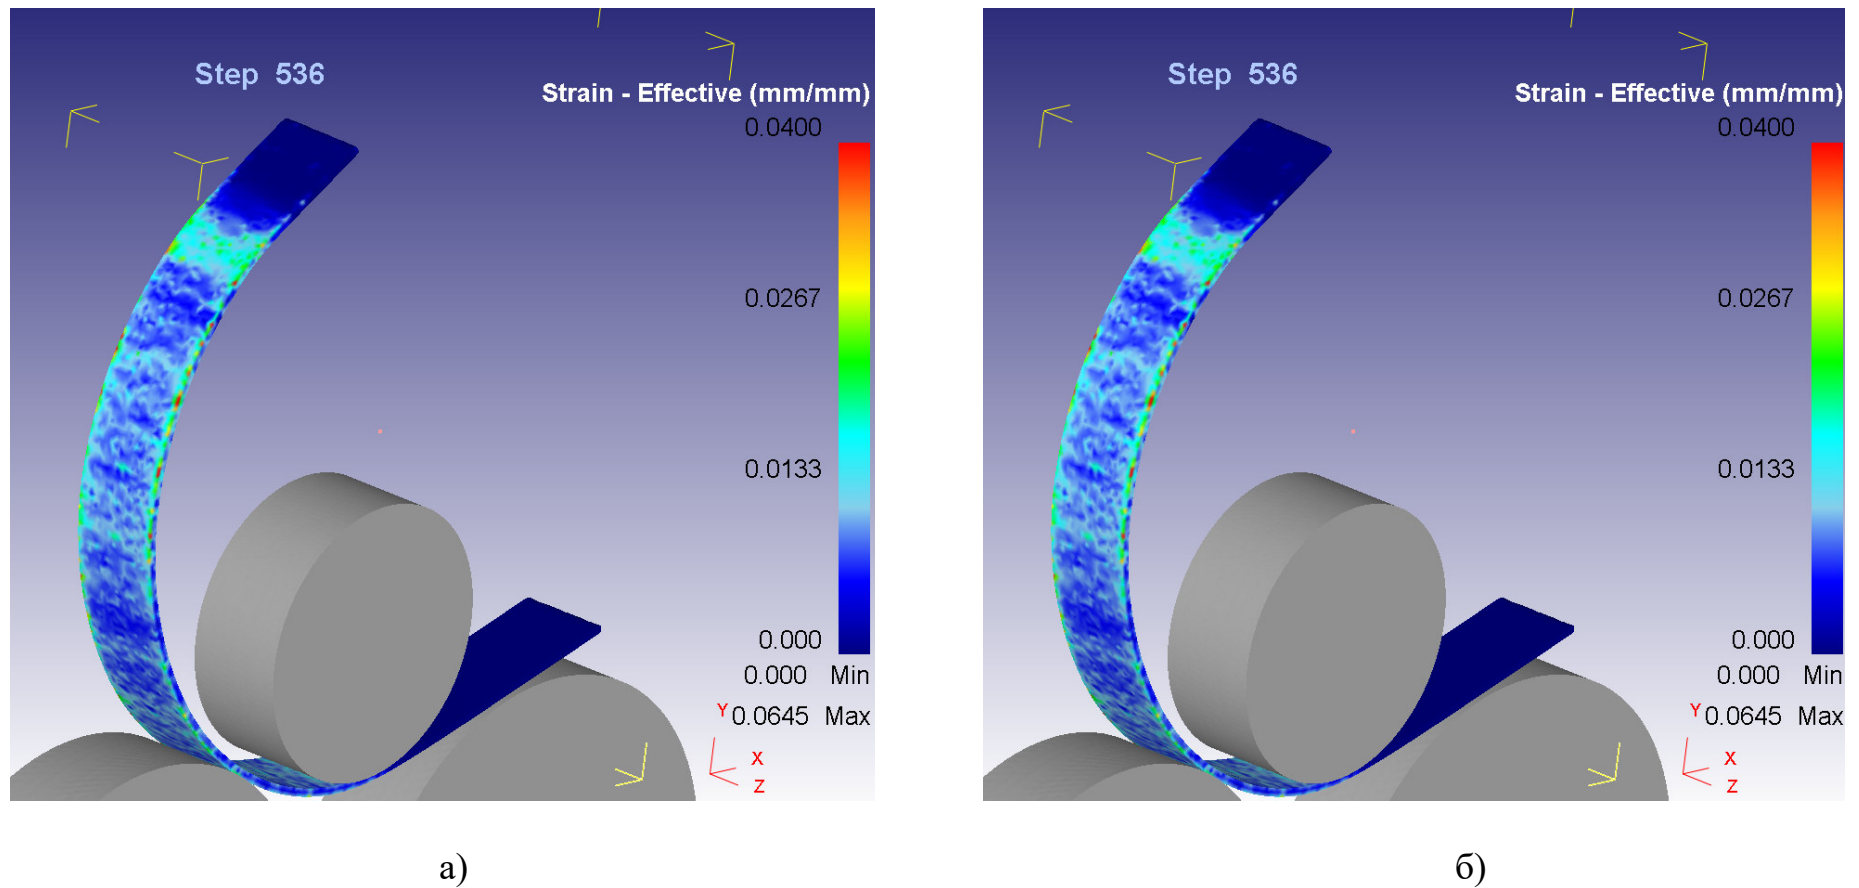 Step 536
Strain - Effective (mm/mm)
0.0400
0.0267
0.0133
0.000
0.000 Min
Y 0.0645 Max
X
Z
а)
Step 536
Strain - Effective (mm/mm)
0.0400
0.0267
0.0133
0.000
0.000 Min
Y 0.0645 Max
X
Z
б)